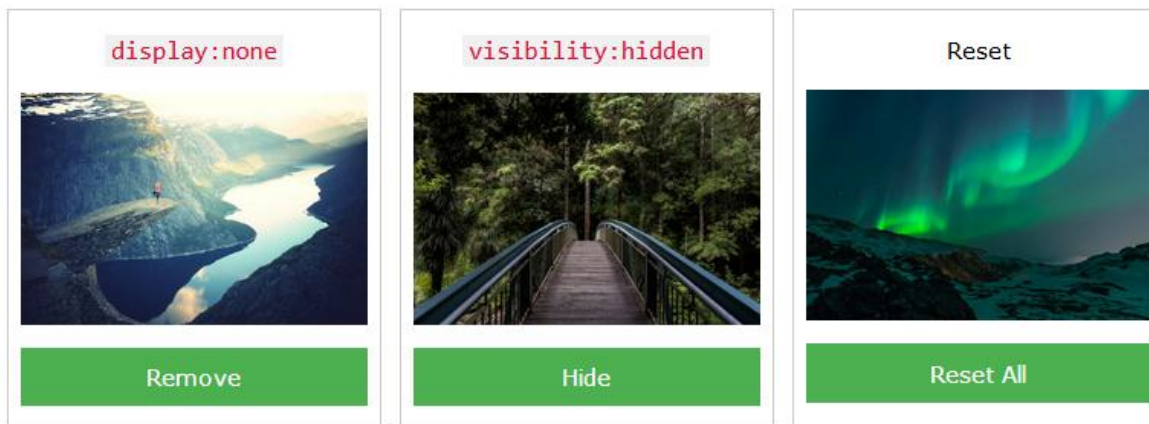 display:none
visibility:hidden
Reset
Remove
Hide
Reset All